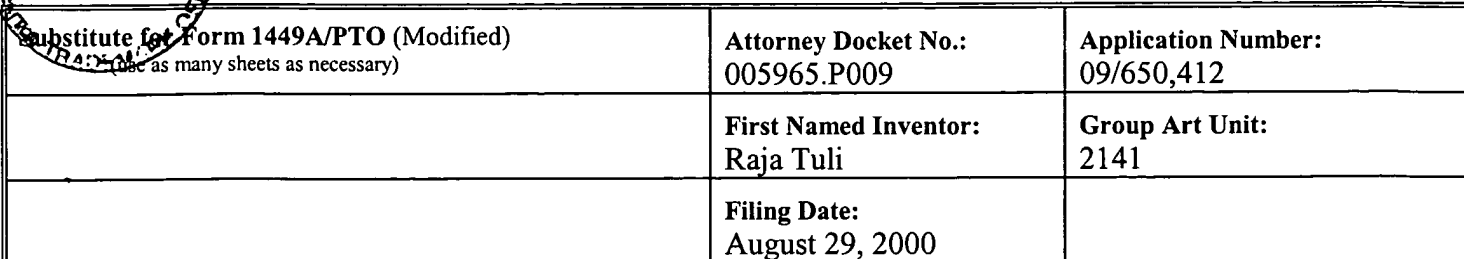 Substitute for Form 1449A/PTO (Modified)
(use as many sheets as necessary)
Attorney Docket No.:
005965.P009
Application Number:
09/650,412
First Named Inventor:
Raja Tuli
Group Art Unit:
2141
Filing Date:
August 29, 2000